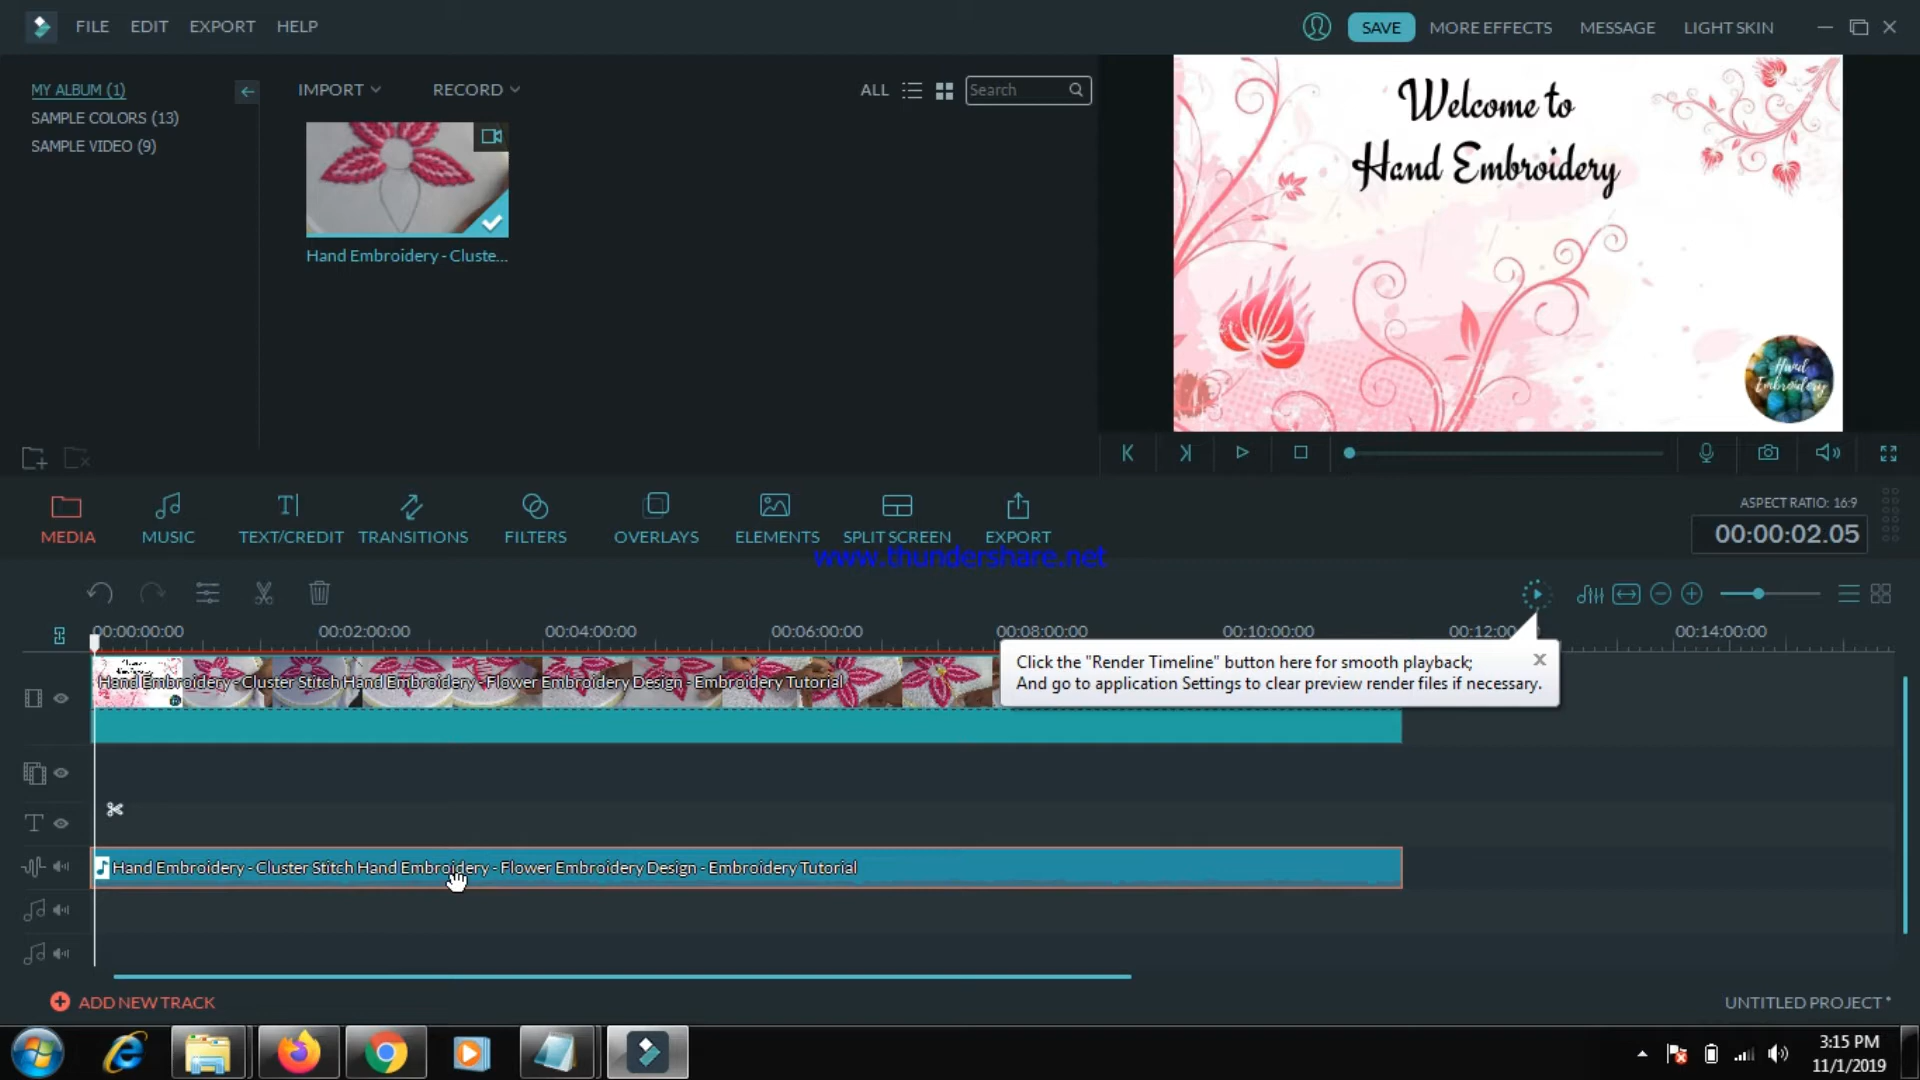 FILE EDIT EXPORT HELP
SAVE MORE EFFECTS MESSAGE LIGHT SKIN
MY ALBUM (1)
SAMPLE COLORS (13)
SAMPLE VIDEO (9)
IMPORT RECORD
ALL Search
Hand Embroidery - Cluste...
Welcome to
Hand Embroidery
Hand
Embroidery
MEDIA MUSIC TEXT/CREDIT TRANSITIONS FILTERS OVERLAYS ELEMENTS SPLIT SCREEN EXPORT
ASPECT RATIO: 16:9
00:00:02.05
www.thundershare.net
00:00:00:00 00:02:00:00 00:04:00:00 00:06:00:00 00:08:00:00 00:10:00:00 00:12:00 00:14:00:00
Click the "Render Timeline" button here for smooth playback;
And go to application Settings to clear preview render files if necessary.
Hand Embroidery - Cluster Stitch Hand Embroidery - Flower Embroidery Design - Embroidery Tutorial
Hand Embroidery - Cluster Stitch Hand Embroidery - Flower Embroidery Design - Embroidery Tutorial
ADD NEW TRACK
UNTITLED PROJECT *
3:15 PM
11/1/2019